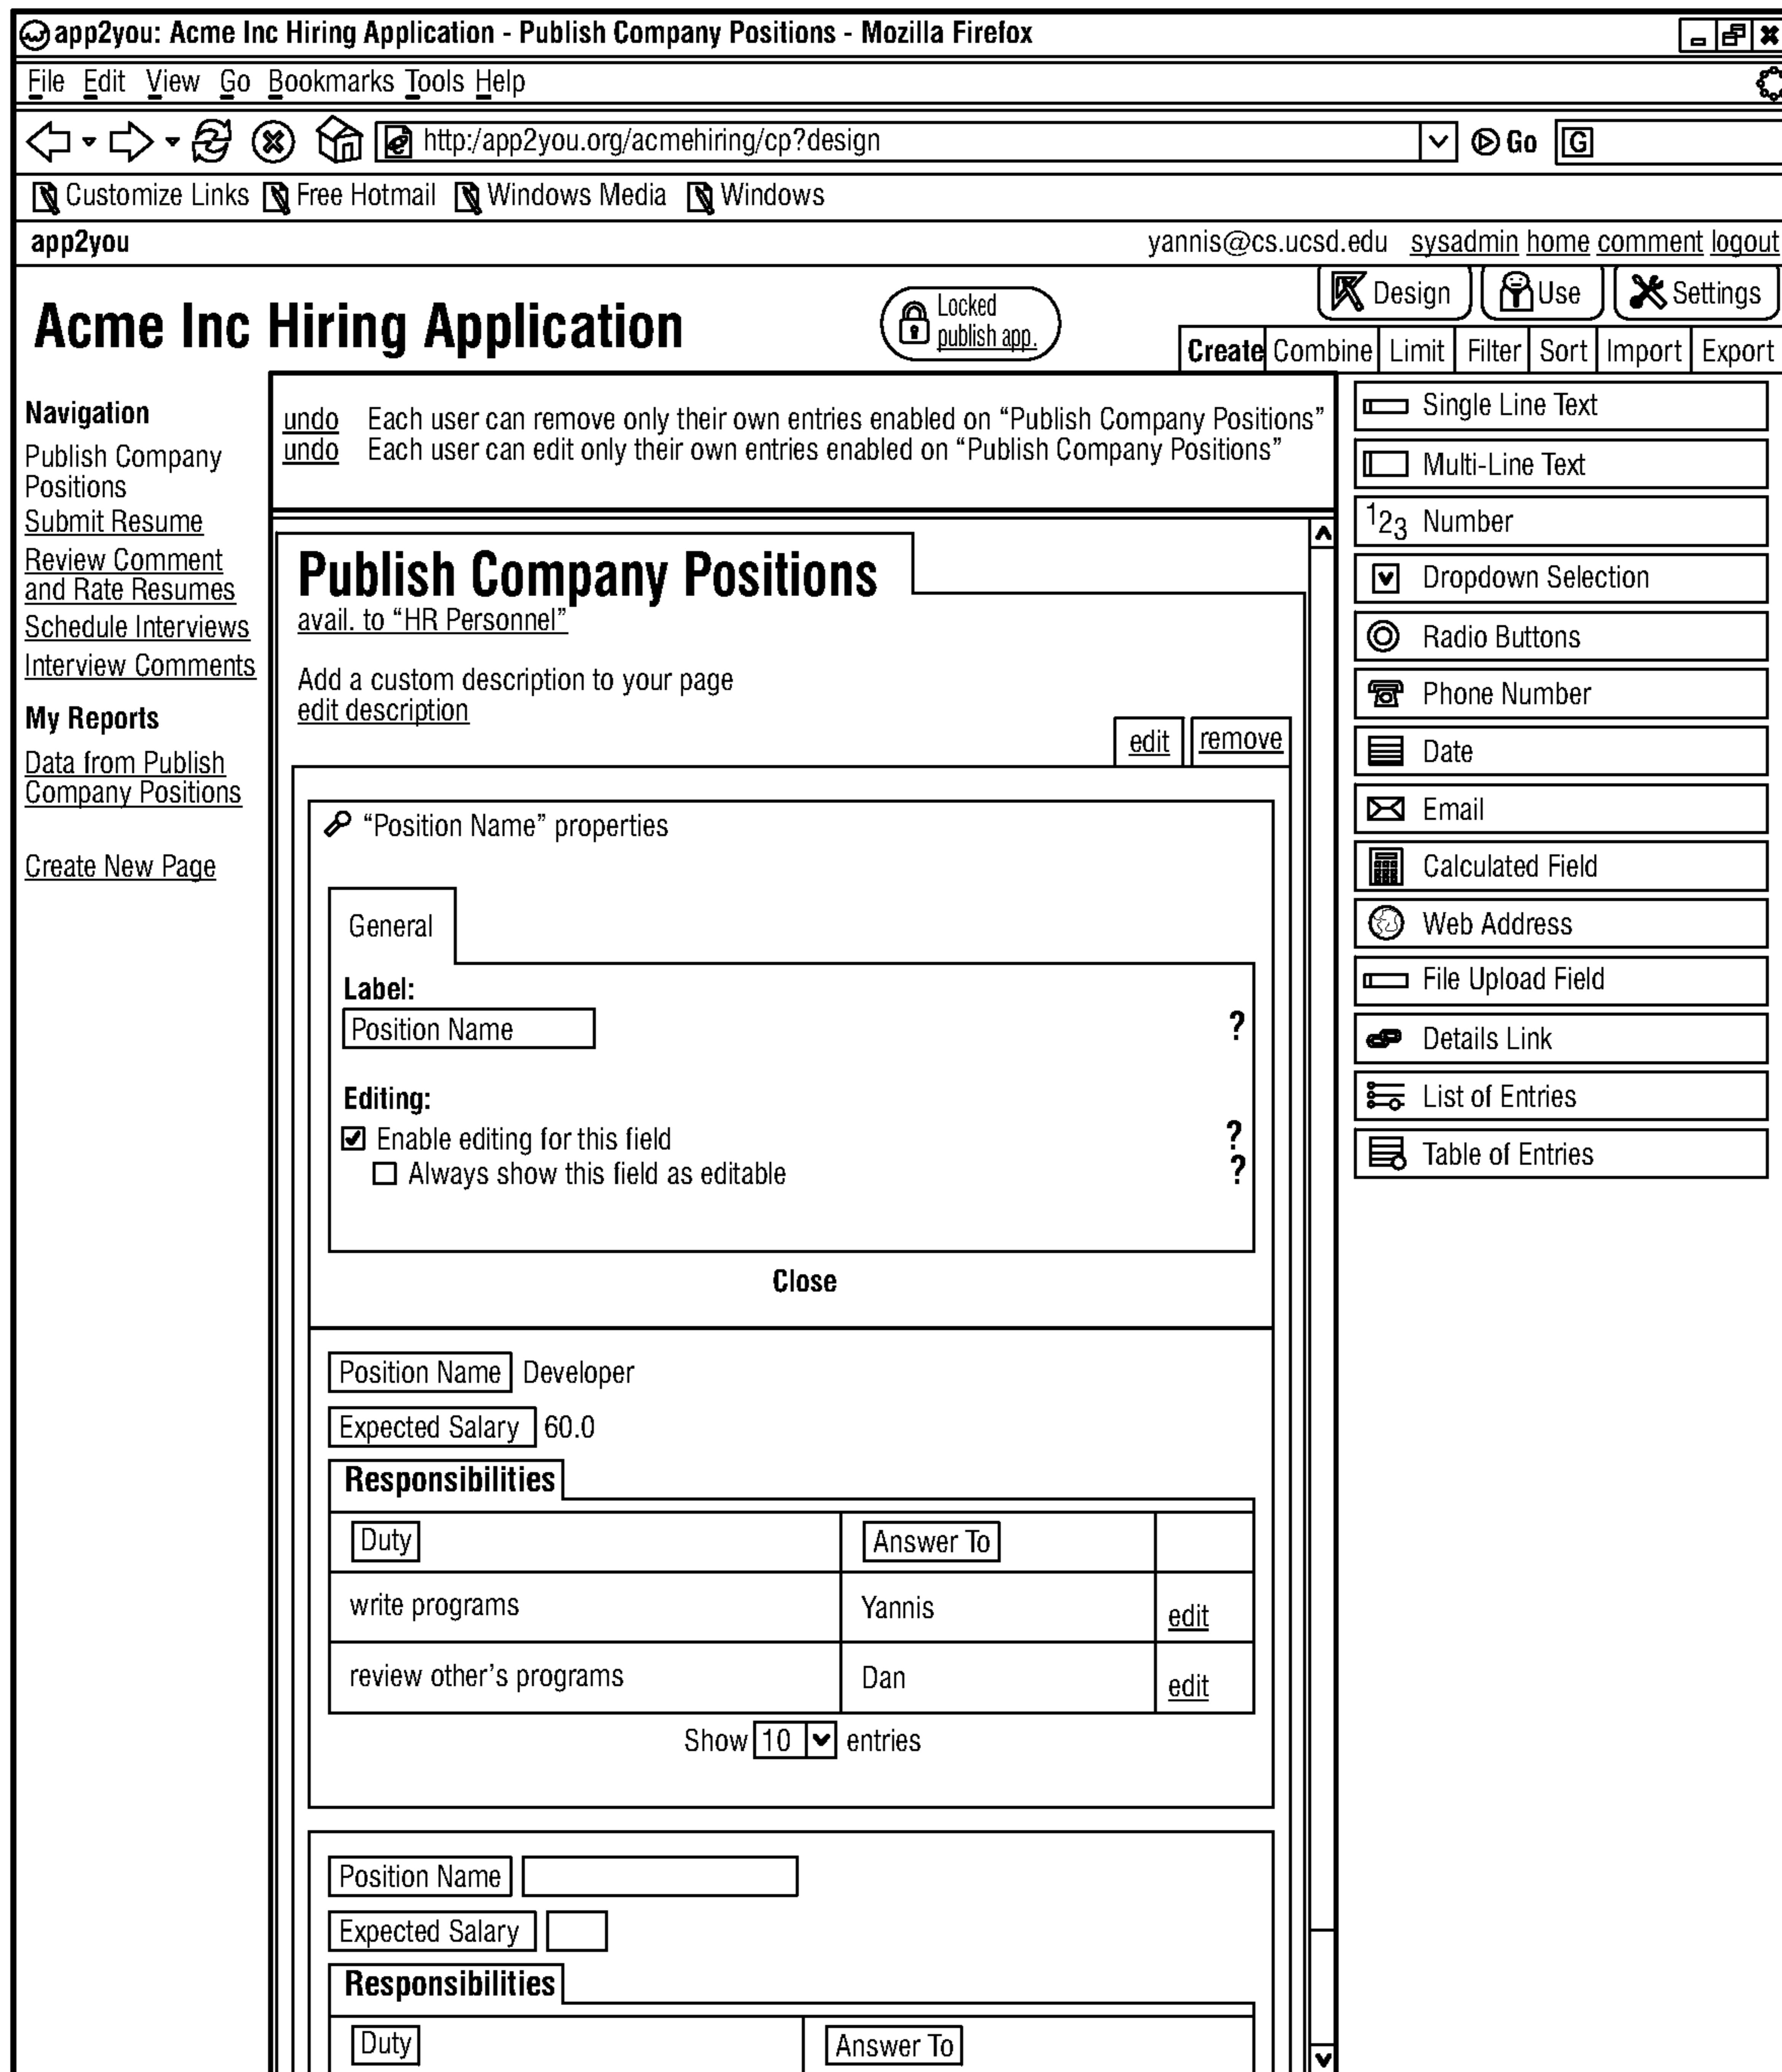 app2you: Acme Inc Hiring Application - Publish Company Positions - Mozilla Firefox
File Edit View Go Bookmarks Tools Help
http:/app2you.org/acmehiring/cp?design
Go
G
Customize Links Free Hotmail Windows Media Windows
app2you
yannis@cs.ucsd.edu sysadmin home comment logout
Acme Inc Hiring Application
Locked
publish app.
Design Use Settings
Create Combine Limit Filter Sort Import Export
Navigation
Publish Company
Positions
Submit Resume
Review Comment
and Rate Resumes
Schedule Interviews
Interview Comments
My Reports
Data from Publish
Company Positions
Create New Page
undo Each user can remove only their own entries enabled on “Publish Company Positions”
undo Each user can edit only their own entries enabled on “Publish Company Positions”
Publish Company Positions
avail. to “HR Personnel”
Add a custom description to your page
edit description
edit remove
“Position Name” properties
General
Label:
Position Name ?
Editing:
Enable editing for this field ?
Always show this field as editable ?
Close
Position Name Developer
Expected Salary 60.0
Responsibilities
Duty Answer To
write programs Yannis edit
review other’s programs Dan edit
Show 10 entries
Position Name
Expected Salary
Responsibilities
Duty Answer To
Single Line Text
Multi-Line Text
123 Number
Dropdown Selection
Radio Buttons
Phone Number
Date
Email
Calculated Field
Web Address
File Upload Field
Details Link
List of Entries
Table of Entries